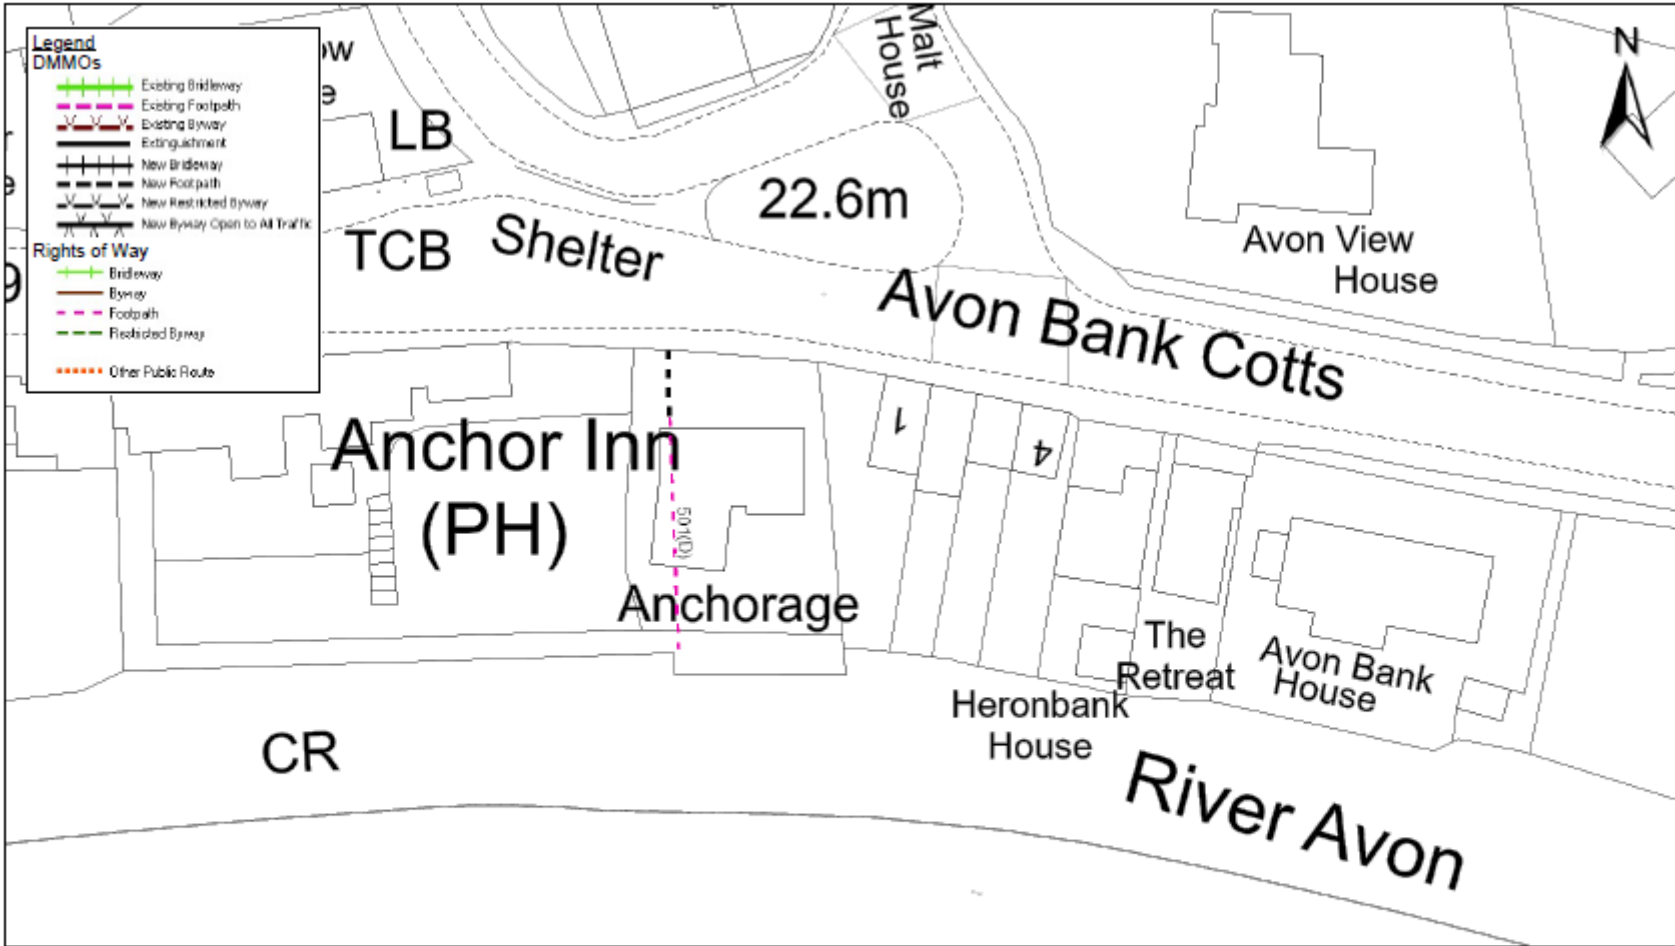 Legend
DMMOs
Existing Bridleway
Existing Footpath
Existing Byway
Extinguishment
New Bridleway
New Footpath
New Restricted Byway
New Byway Open to All Traffic
Rights of Way
Bridleway
Byway
Footpath
Restricted Byway
Other Public Route
ow
e
r
e
9
LB
TCB
Shelter
Malt
House
22.6m
N
Avon View
House
Avon Bank Cotts
1
4
Anchor Inn
(PH)
501(D)
Anchorage
The
Retreat
Avon Bank
House
Heronbank
House
CR
River Avon